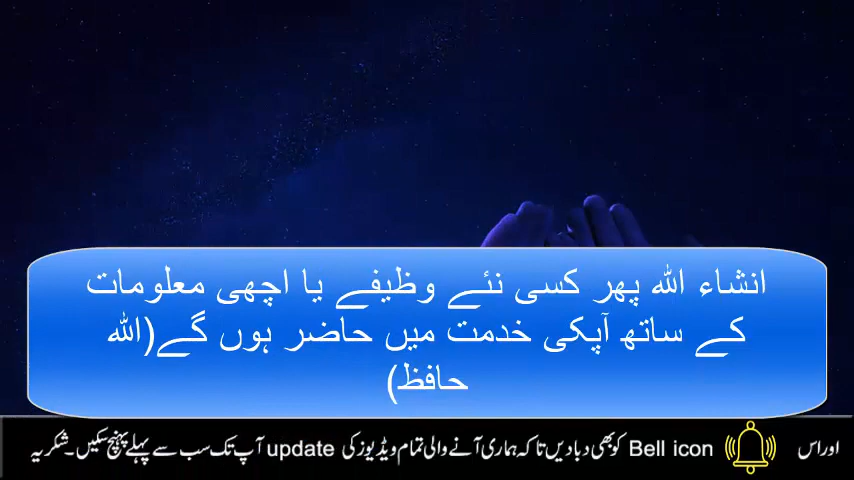 انشاء اللہ پھر کسی نئے وظیفے یا اچھی معلومات
کے ساتھ آپکی خدمت میں حاضر ہوں گے(اللہ
حافظ)
اور اس Bell icon کو بھی دبا دیں تا کہ ہماری آنے والی تمام ویڈیوز کی update آپ تک سب سے پہلے پہنچ سکیں۔ شکریہ